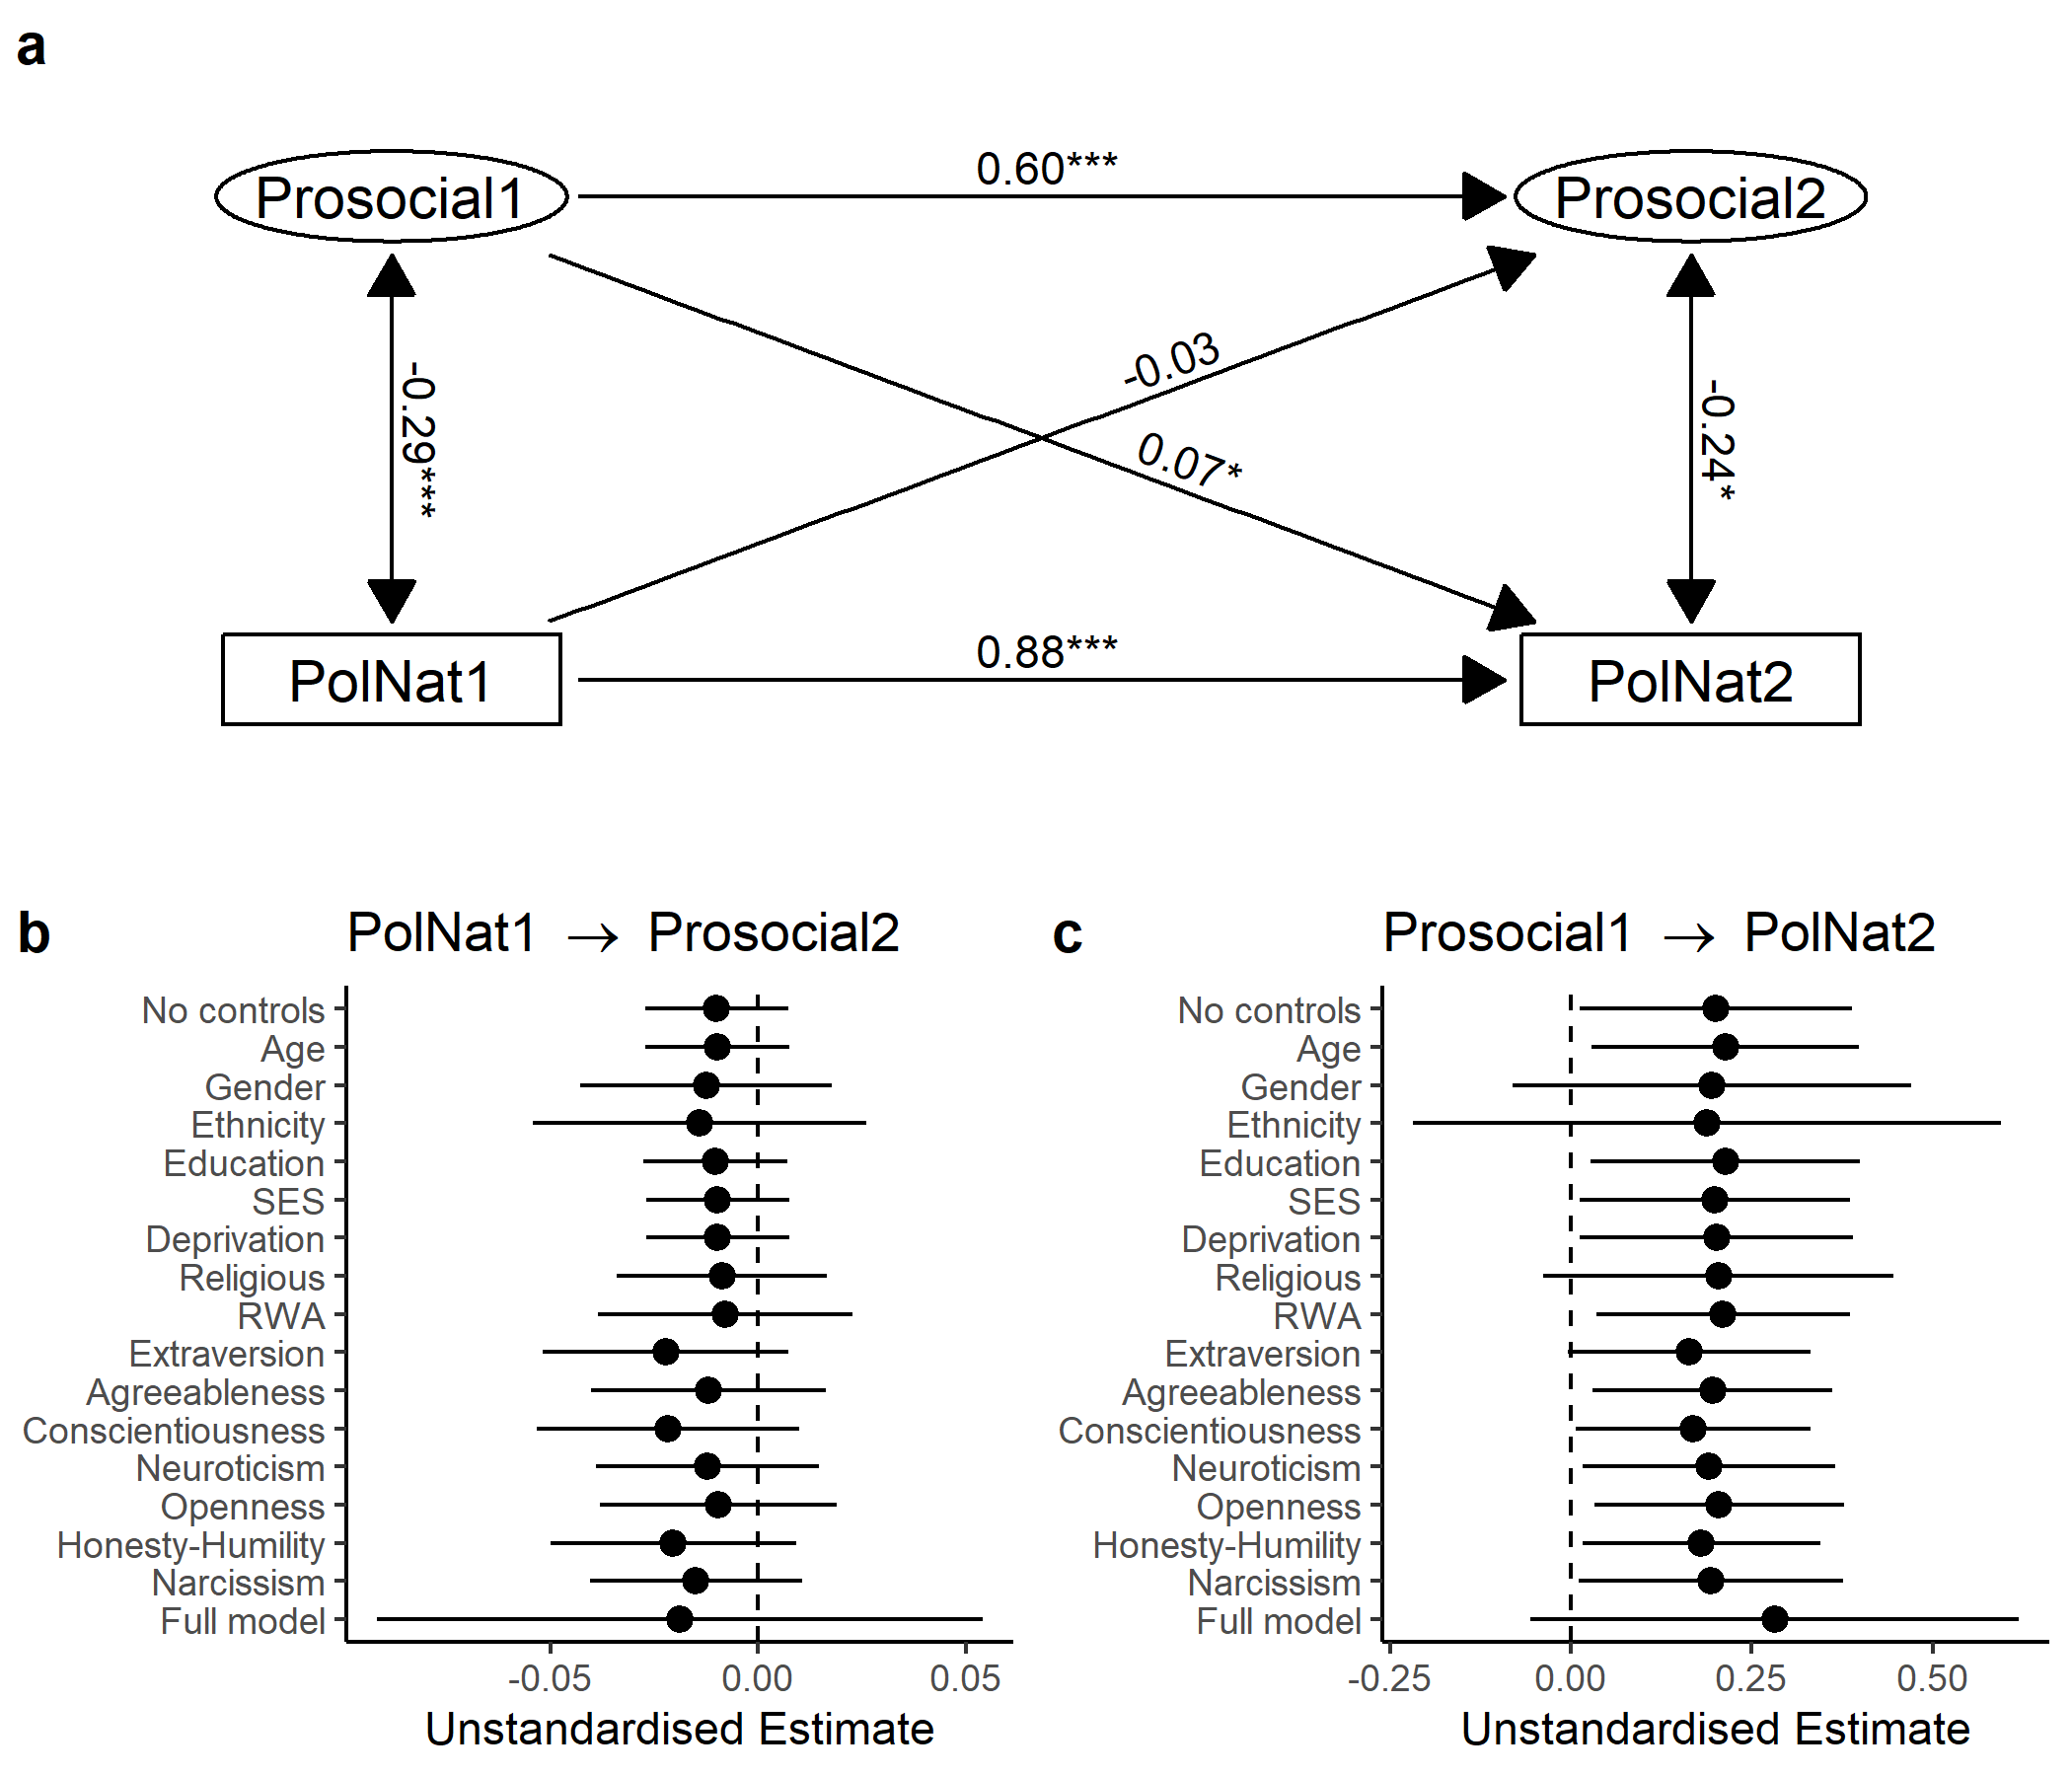 a
Prosocial1
0.60***
Prosocial2
-0.29***
-0.03
0.07*
-0.24*
PolNat1
0.88***
PolNat2
b
PolNat1 → Prosocial2
No controls
Age
Gender
Ethnicity
Education
SES
Deprivation
Religious
RWA
Extraversion
Agreeableness
Conscientiousness
Neuroticism
Openness
Honesty-Humility
Narcissism
Full model
-0.05 0.00 0.05
Unstandardised Estimate
c
Prosocial1 → PolNat2
No controls
Age
Gender
Ethnicity
Education
SES
Deprivation
Religious
RWA
Extraversion
Agreeableness
Conscientiousness
Neuroticism
Openness
Honesty-Humility
Narcissism
Full model
-0.25 0.00 0.25 0.50
Unstandardised Estimate